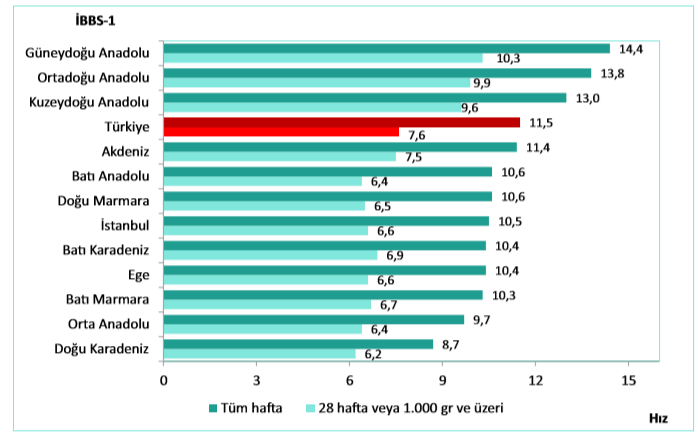 İBBS-1
Güneydoğu Anadolu 14,4
10,3
Ortadoğu Anadolu 13,8
9,9
Kuzeydoğu Anadolu 13,0
9,6
Türkiye 11,5
7,6
Akdeniz 11,4
7,5
Batı Anadolu 10,6
6,4
Doğu Marmara 10,6
6,5
İstanbul 10,5
6,6
Batı Karadeniz 10,4
6,9
Ege 10,4
6,6
Batı Marmara 10,3
6,7
Orta Anadolu 9,7
6,4
Doğu Karadeniz 8,7
6,2
0 3 6 9 12 15
Tüm hafta 28 hafta veya 1.000 gr ve üzeri
Hız